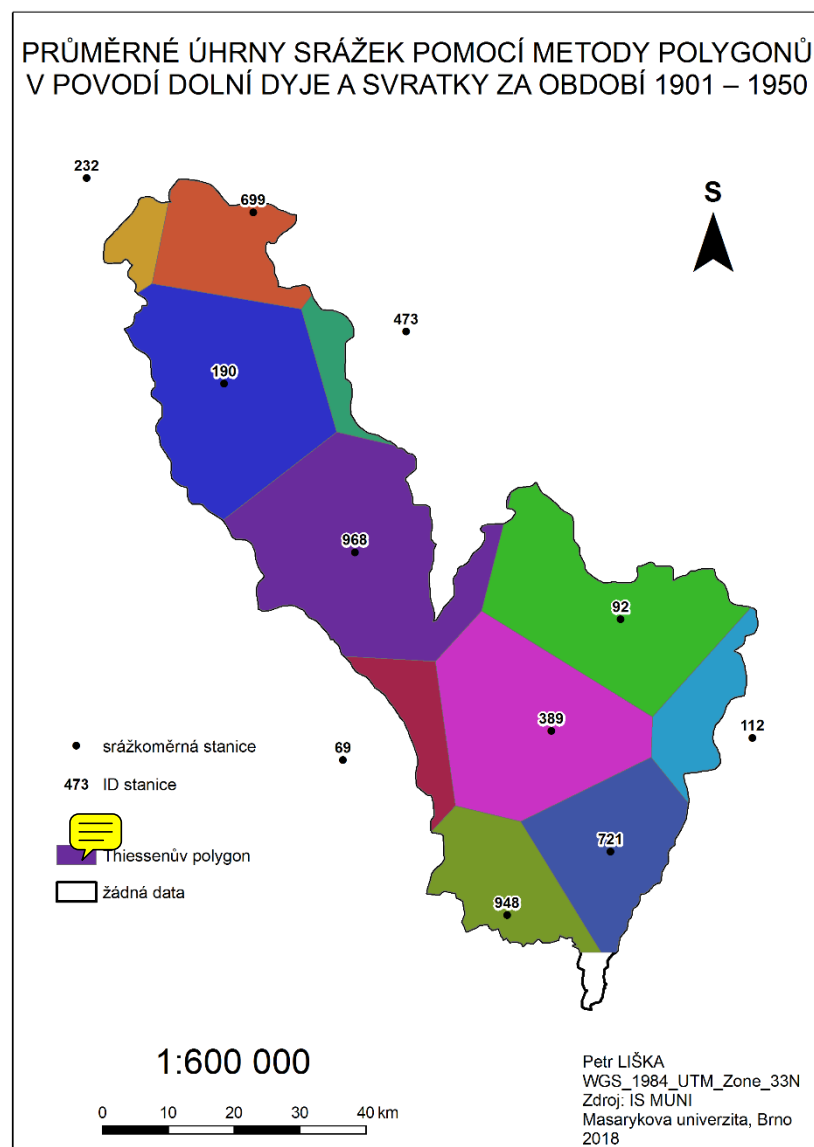 PRŮMĚRNÉ ÚHRNY SRÁŽEK POMOCÍ METODY POLYGONŮ
V POVODÍ DOLNÍ DYJE A SVRATKY ZA OBDOBÍ 1901 – 1950
232
699
S
473
190
968
92
389
112
69
srážkoměrná stanice
473 ID stanice
721
Thiessenův polygon
žádná data
948
1:600 000
0 10 20 30 40 km
Petr LIŠKA
WGS_1984_UTM_Zone_33N
Zdroj: IS MUNI
Masarykova univerzita, Brno
2018